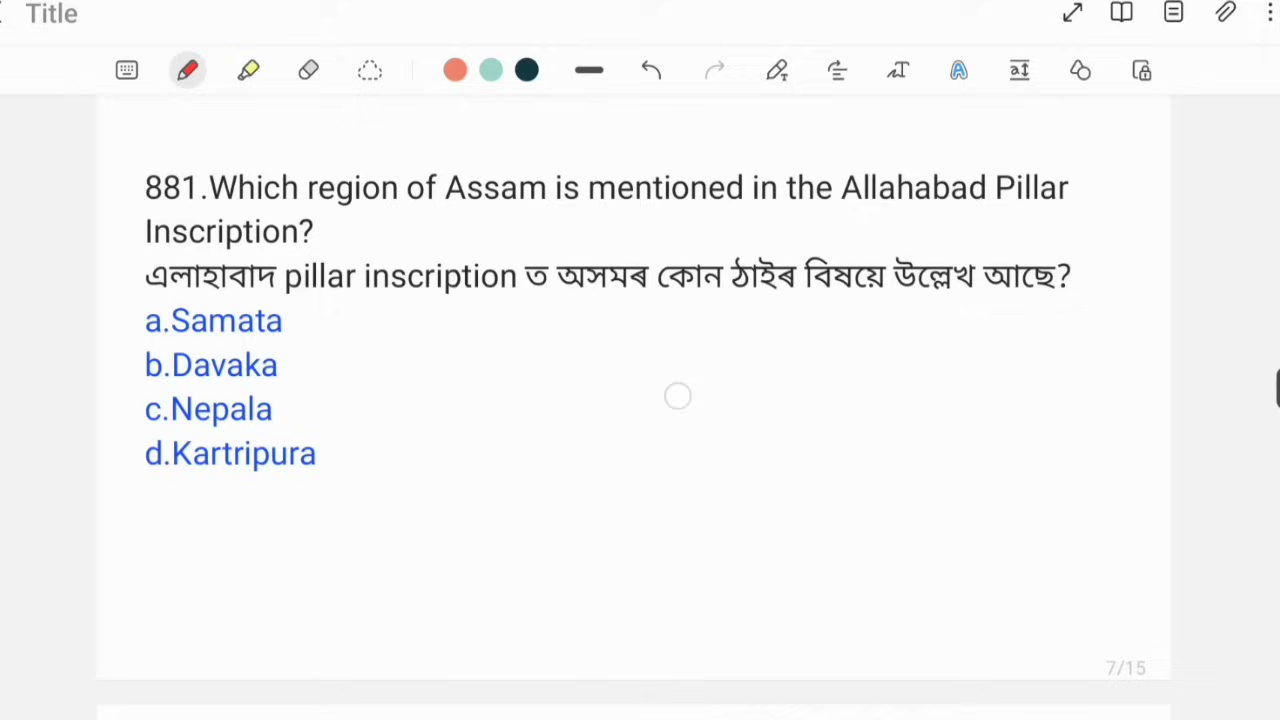 Title
881.Which region of Assam is mentioned in the Allahabad Pillar
Inscription?
এলাহাবাদ pillar inscription ত অসমৰ কোন ঠাইৰ বিষয়ে উল্লেখ আছে?
a.Samata
b.Davaka
c.Nepala
d.Kartripura
7/15